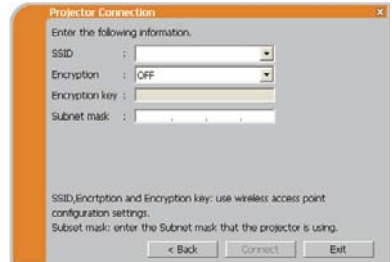 Projector Connection
Enter the following information.
SSID :
Encryption : OFF
Encryption key :
Subnet mask : . . .
SSID,Encrtption and Encryption key: use wireless access point
configuration settings.
Subset mask: enter the Subnet mask that the projector is using.
< Back Connect Exit